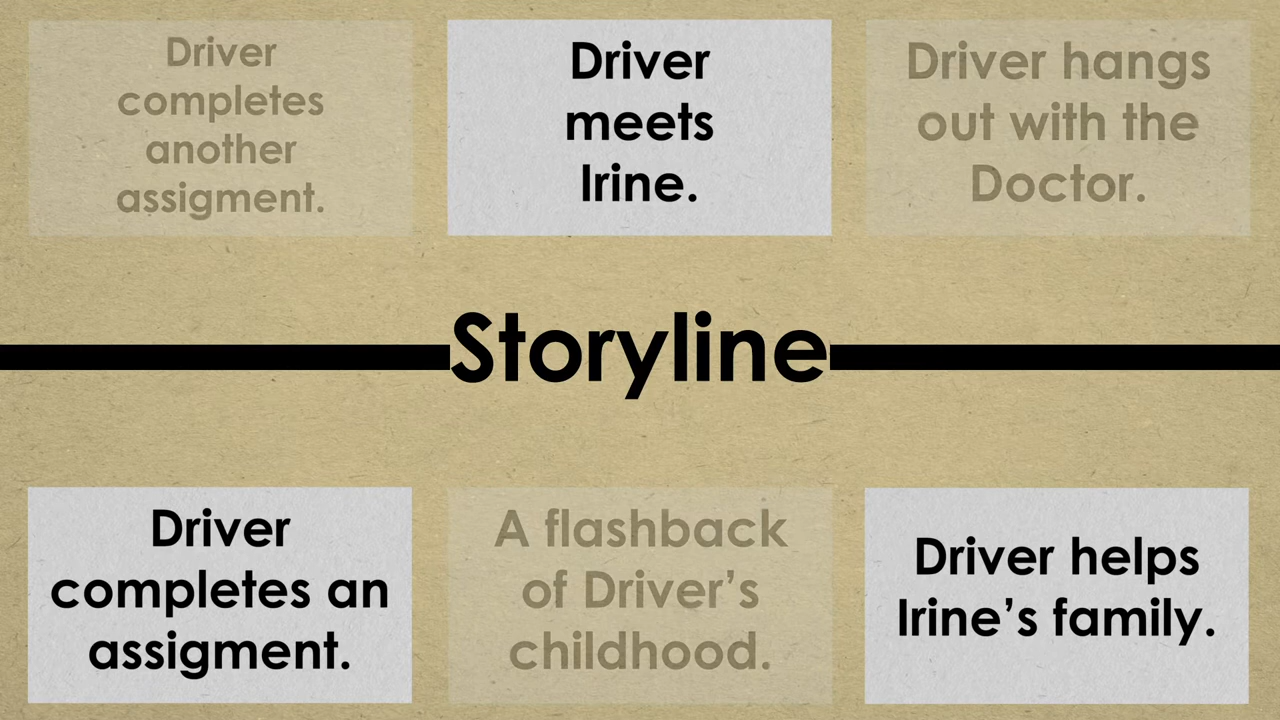 Driver
completes
another
assigment.
Driver
meets
Irine.
Driver hangs
out with the
Doctor.
Storyline
Driver
completes an
assigment.
A flashback
of Driver’s
childhood.
Driver helps
Irine’s family.